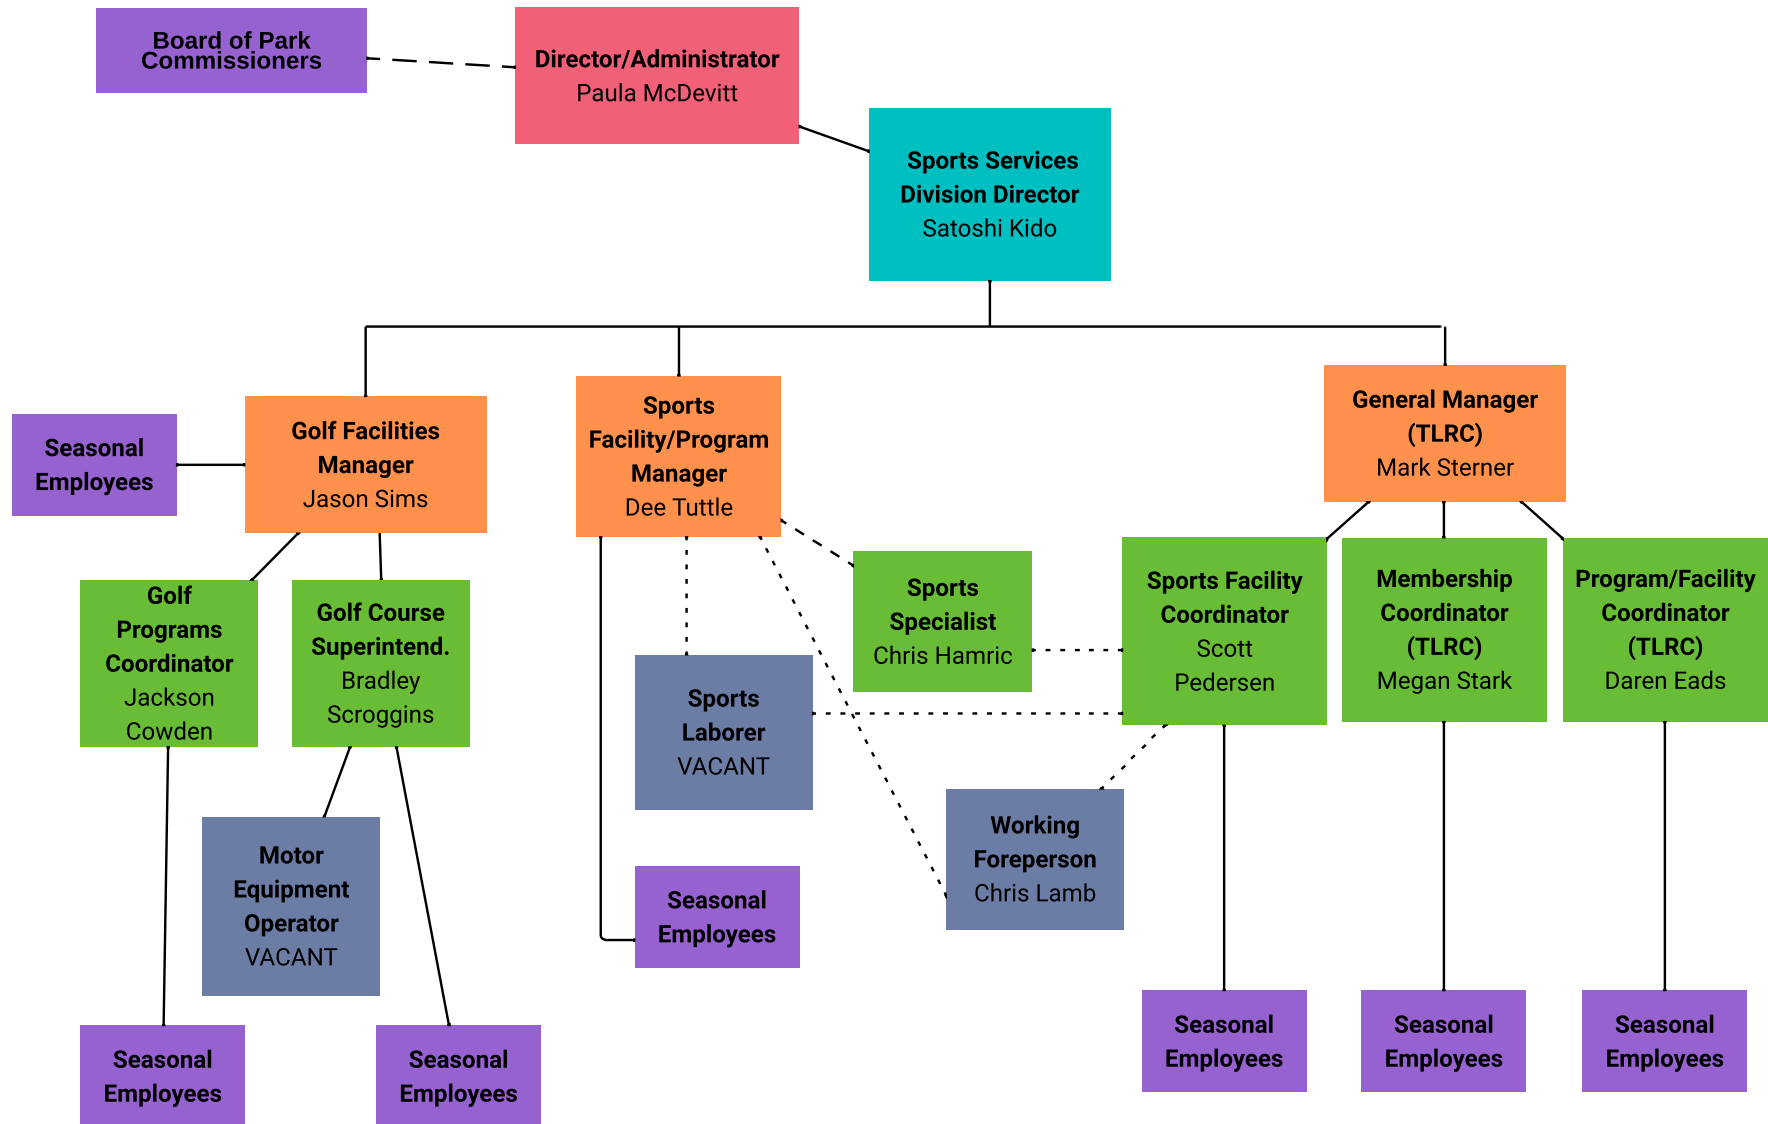 Board of Park
Commissioners
Director/Administrator
Paula McDevitt
Sports Services
Division Director
Satoshi Kido
Seasonal
Employees
Golf Facilities
Manager
Jason Sims
Sports
Facility/Program
Manager
Dee Tuttle
General Manager
(TLRC)
Mark Sterner
Golf
Programs
Coordinator
Jackson
Cowden
Golf Course
Superintend.
Bradley
Scroggins
Sports
Specialist
Chris Hamric
Sports Facility
Coordinator
Scott
Pedersen
Membership
Coordinator
(TLRC)
Megan Stark
Program/Facility
Coordinator
(TLRC)
Daren Eads
Sports
Laborer
VACANT
Motor
Equipment
Operator
VACANT
Working
Foreperson
Chris Lamb
Seasonal
Employees
Seasonal
Employees
Seasonal
Employees
Seasonal
Employees
Seasonal
Employees
Seasonal
Employees